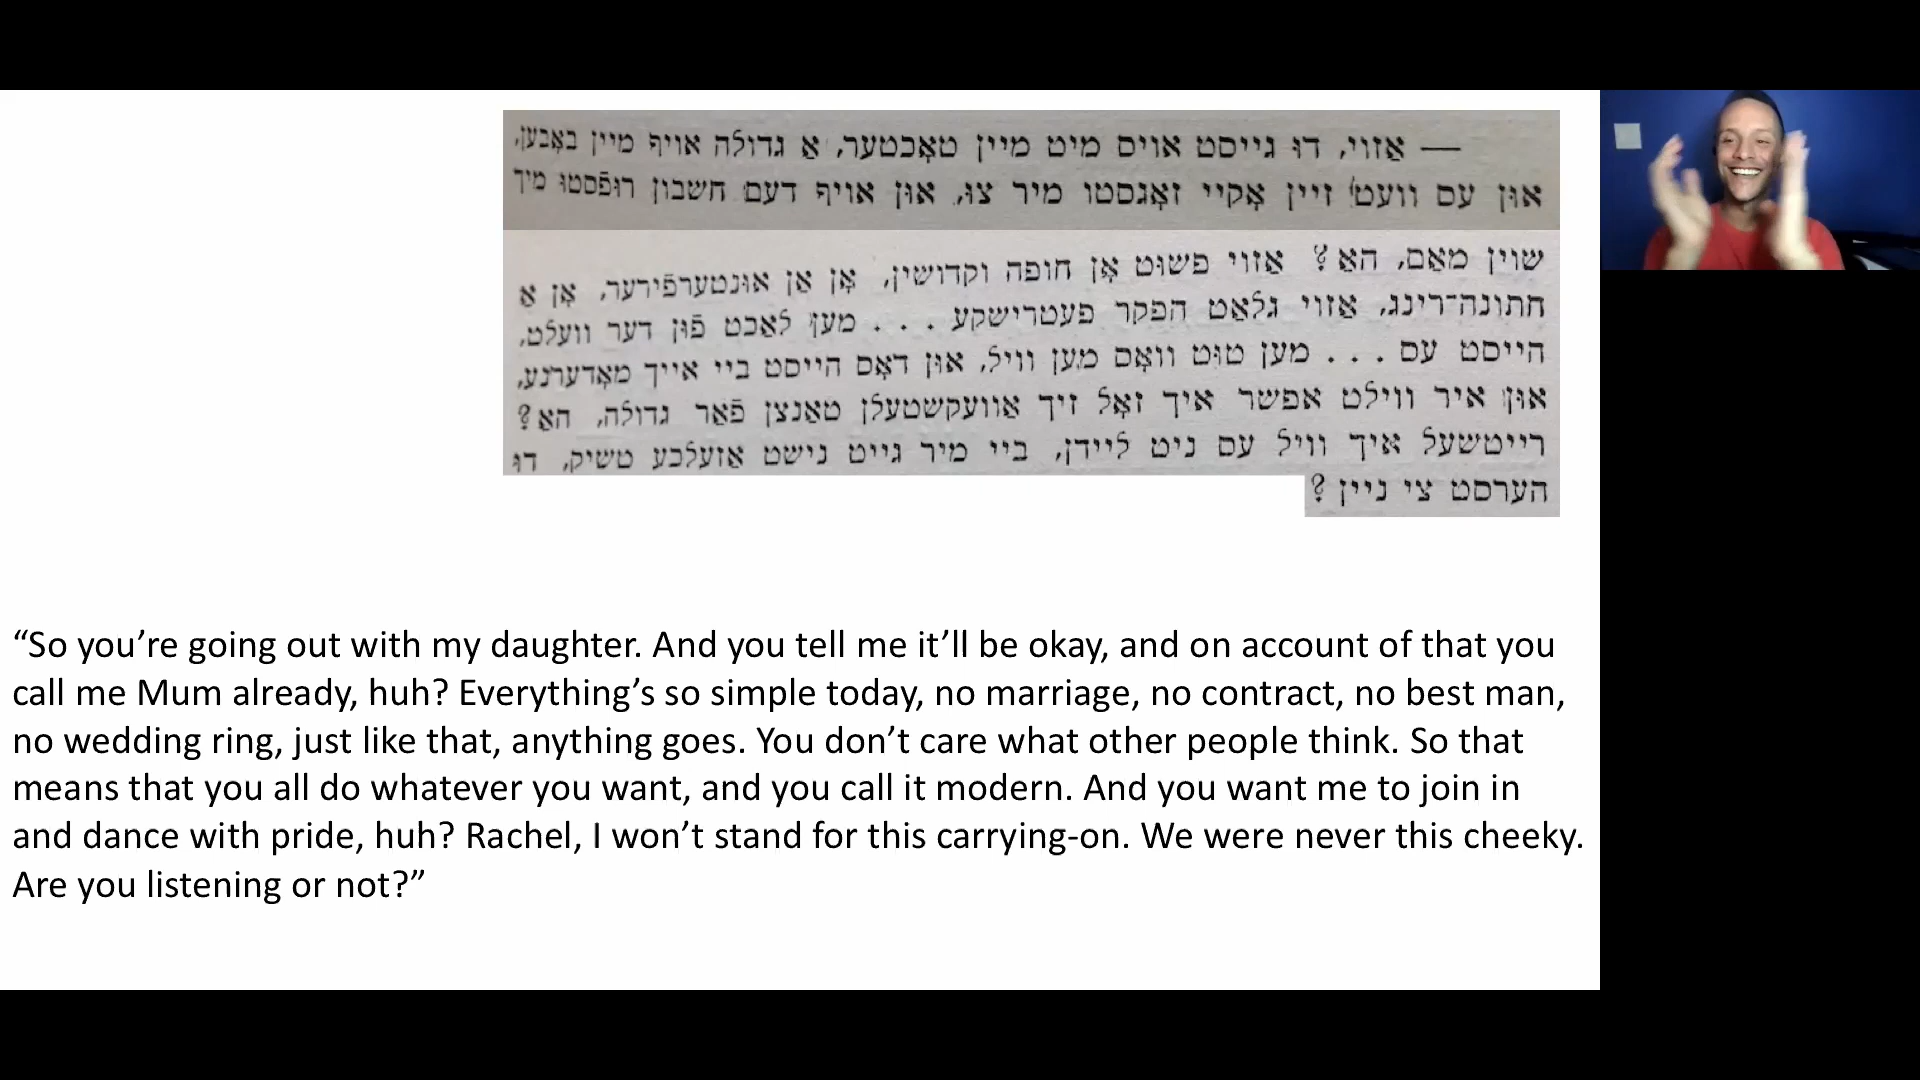 — אַזוי, דו גייסט אויס מיט מיין טאָכטער, אַ גדולה אויף מיין באָבען,
און עס וועט זיין אָקיי זאָגסטו מיר צו, און אויף דעם חשבון רופֿסטו מיך
שוין מאַם, האַ? אַזוי פשוט אָן חופה וקדושין, אָן אַן אונטערפֿירער, אָן אַ
חתונה־רינג, אַזוי גלאַט הפקר פעטרישקע . . . מען לאַכט פֿון דער וועלט,
הייסט עס . . . מען טוט וואָס מען וויל, און דאָס הייסט ביי אייך מאָדערנע,
און איר ווילט אפשר איך זאָל זיך אַוועקשטעלן טאַנצן פֿאַר גדולה, האַ?
רייטשעל איך וויל עס ניט ליידן, ביי מיר גייט נישט אַזעלכע טשיק, דו
הערסט צי ניין?
“So you’re going out with my daughter. And you tell me it’ll be okay, and on account of that you
call me Mum already, huh? Everything’s so simple today, no marriage, no contract, no best man,
no wedding ring, just like that, anything goes. You don’t care what other people think. So that
means that you all do whatever you want, and you call it modern. And you want me to join in
and dance with pride, huh? Rachel, I won’t stand for this carrying-on. We were never this cheeky.
Are you listening or not?”